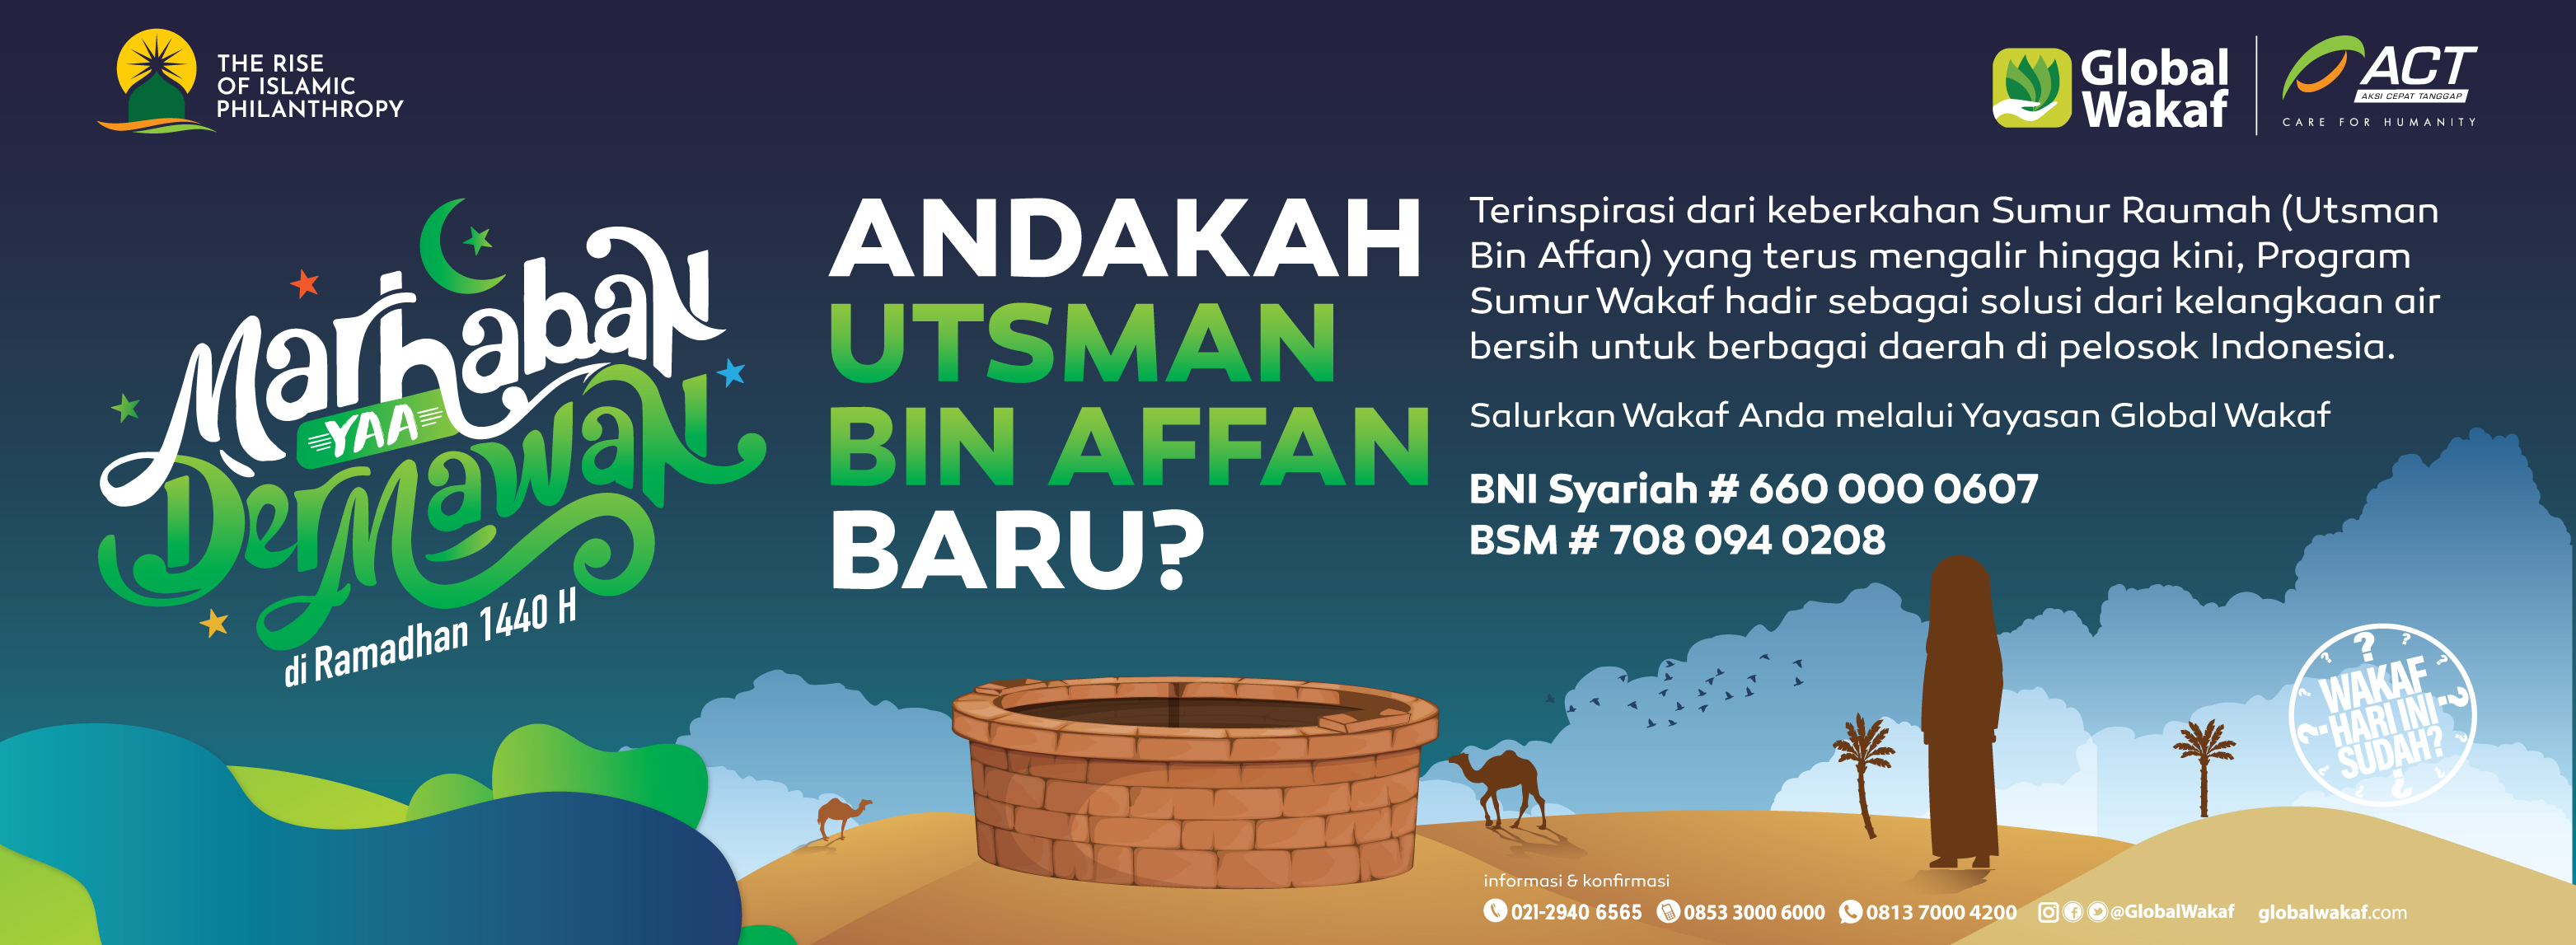 THE RISE
OF ISLAMIC
PHILANTHROPY
Global
Wakaf
ACT
AKSI CEPAT TANGGAP
CARE FOR HUMANITY
Marhaban
YAA
Dermawan
di Ramadhan 1440 H
ANDAKAH
UTSMAN
BIN AFFAN
BARU?
Terinspirasi dari keberkahan Sumur Raumah (Utsman
Bin Affan) yang terus mengalir hingga kini, Program
Sumur Wakaf hadir sebagai solusi dari kelangkaan air
bersih untuk berbagai daerah di pelosok Indonesia.
Salurkan Wakaf Anda melalui Yayasan Global Wakaf
BNI Syariah # 660 000 0607
BSM # 708 094 0208
? ? ? ? ? ? ? ? ? ? ? ?
WAKAF
HARI INI
SUDAH?
informasi & konfirmasi
021-2940 6565 0853 3000 6000 0813 7000 4200 @GlobalWakaf globalwakaf.com